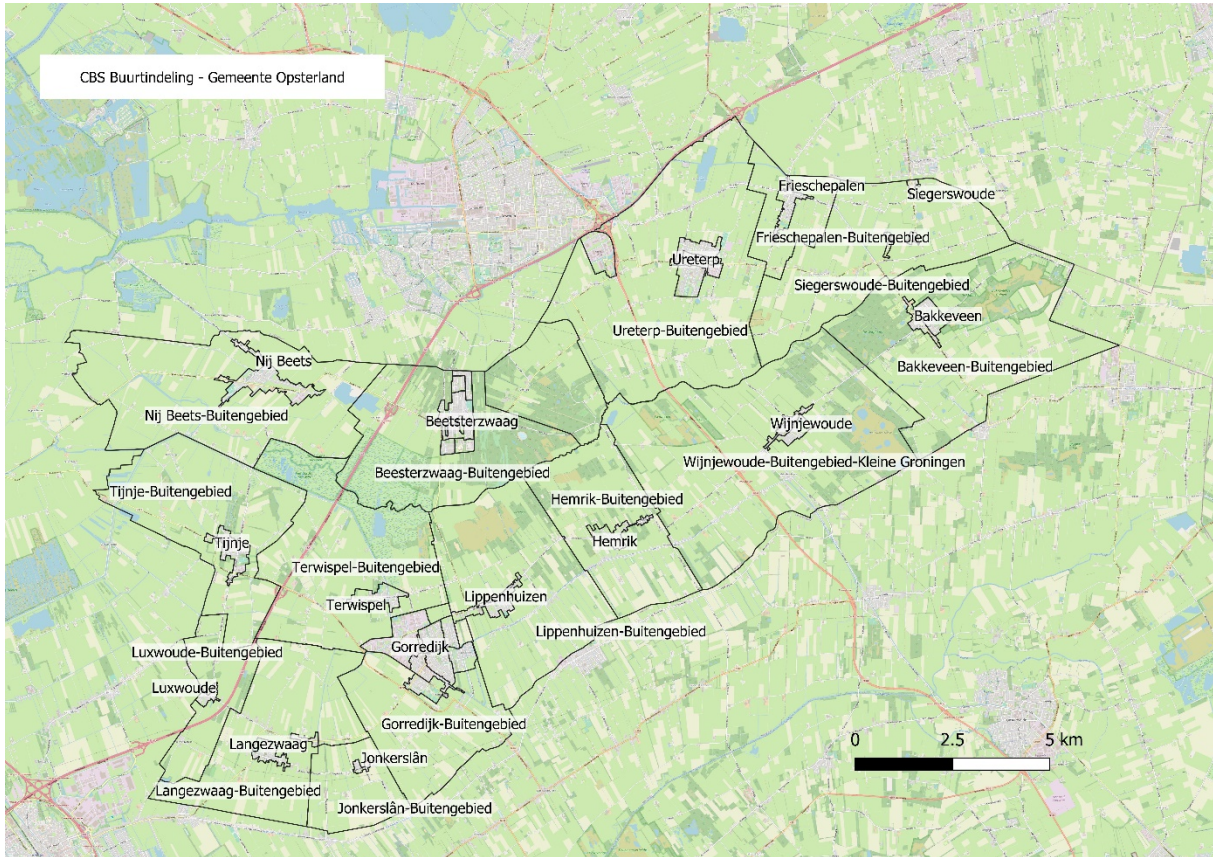 CBS Buurtindeling - Gemeente Opsterland
Frieschepalen
Siegerswoude
Frieschepalen-Buitengebied
Ureterp
Siegerswoude-Buitengebied
Bakkeveen
Ureterp-Buitengebied
Nij Beets
Bakkeveen-Buitengebied
Nij Beets-Buitengebied
Beetsterzwaag
Wijnjewoude
Wijnjewoude-Buitengebied-Kleine Groningen
Beesterzwaag-Buitengebied
Tijnje-Buitengebied
Hemrik-Buitengebied
Tijnje
Hemrik
Terwispel-Buitengebied
Lippenhuizen
Terwispel
Lippenhuizen-Buitengebied
Gorredijk
Luxwoude-Buitengebied
Luxwoude
Gorredijk-Buitengebied
Langezwaag
Jonkerslân
0 2.5 5 km
Langezwaag-Buitengebied
Jonkerslân-Buitengebied